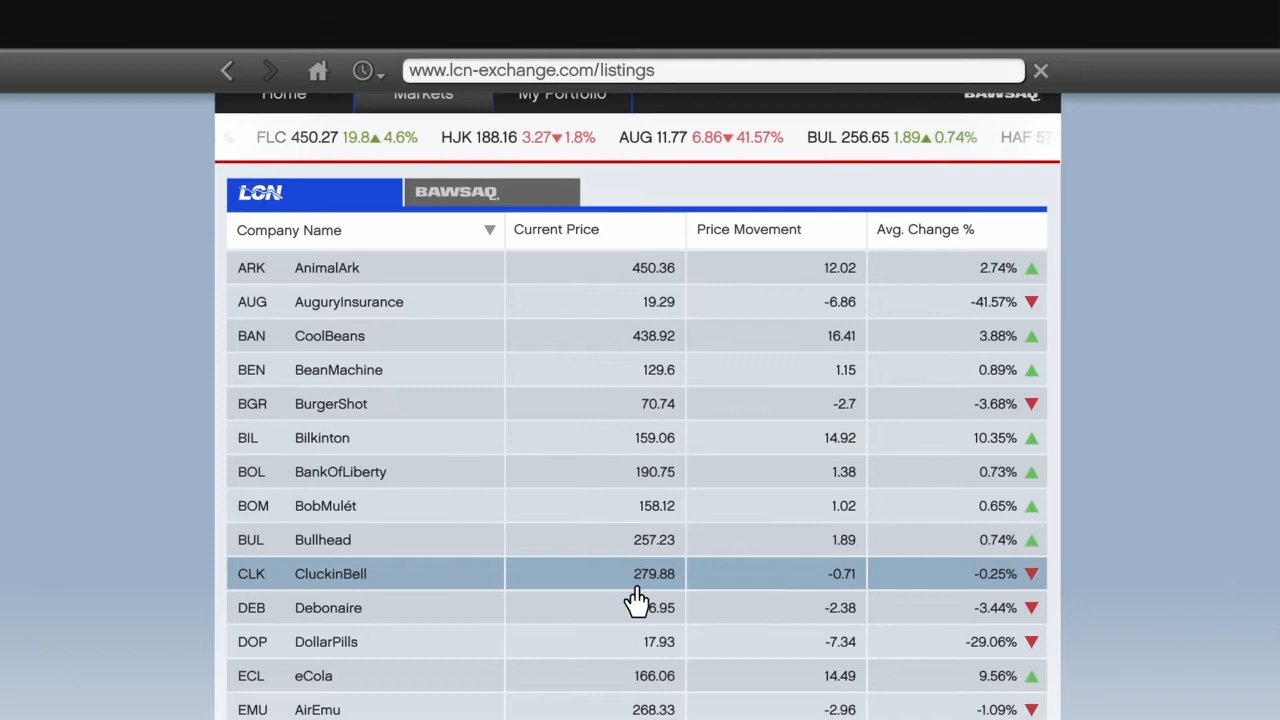 www.lcn-exchange.com/listings
Home Markets My Portfolio BAWSAQ.
% FLC 450.27 19.8▲ 4.6% HJK 188.16 3.27▼ 1.8% AUG 11.77 6.86▼ 41.57% BUL 256.65 1.89▲ 0.74% HAF 57
LCN BAWSAQ.
Company Name ▼ Current Price Price Movement Avg. Change %
ARK AnimalArk 450.36 12.02 2.74% ▲
AUG AuguryInsurance 19.29 -6.86 -41.57% ▼
BAN CoolBeans 438.92 16.41 3.88% ▲
BEN BeanMachine 129.6 1.15 0.89% ▲
BGR BurgerShot 70.74 -2.7 -3.68% ▼
BIL Bilkinton 159.06 14.92 10.35% ▲
BOL BankOfLiberty 190.75 1.38 0.73% ▲
BOM BobMulét 158.12 1.02 0.65% ▲
BUL Bullhead 257.23 1.89 0.74% ▲
CLK CluckinBell 279.88 -0.71 -0.25% ▼
DEB Debonaire 6.95 -2.38 -3.44% ▼
DOP DollarPills 17.93 -7.34 -29.06% ▼
ECL eCola 166.06 14.49 9.56% ▲
EMU AirEmu 268.33 -2.96 -1.09% ▼